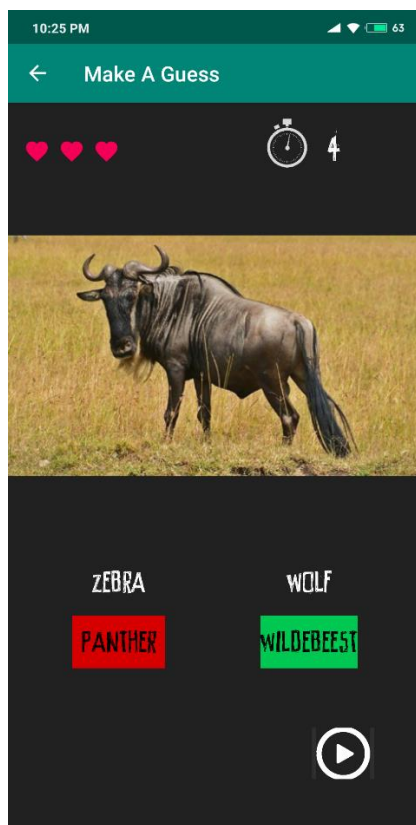 10:25 PM 63
Make A Guess
4
ZEBRA WOLF
PANTHER WILDEBEEST